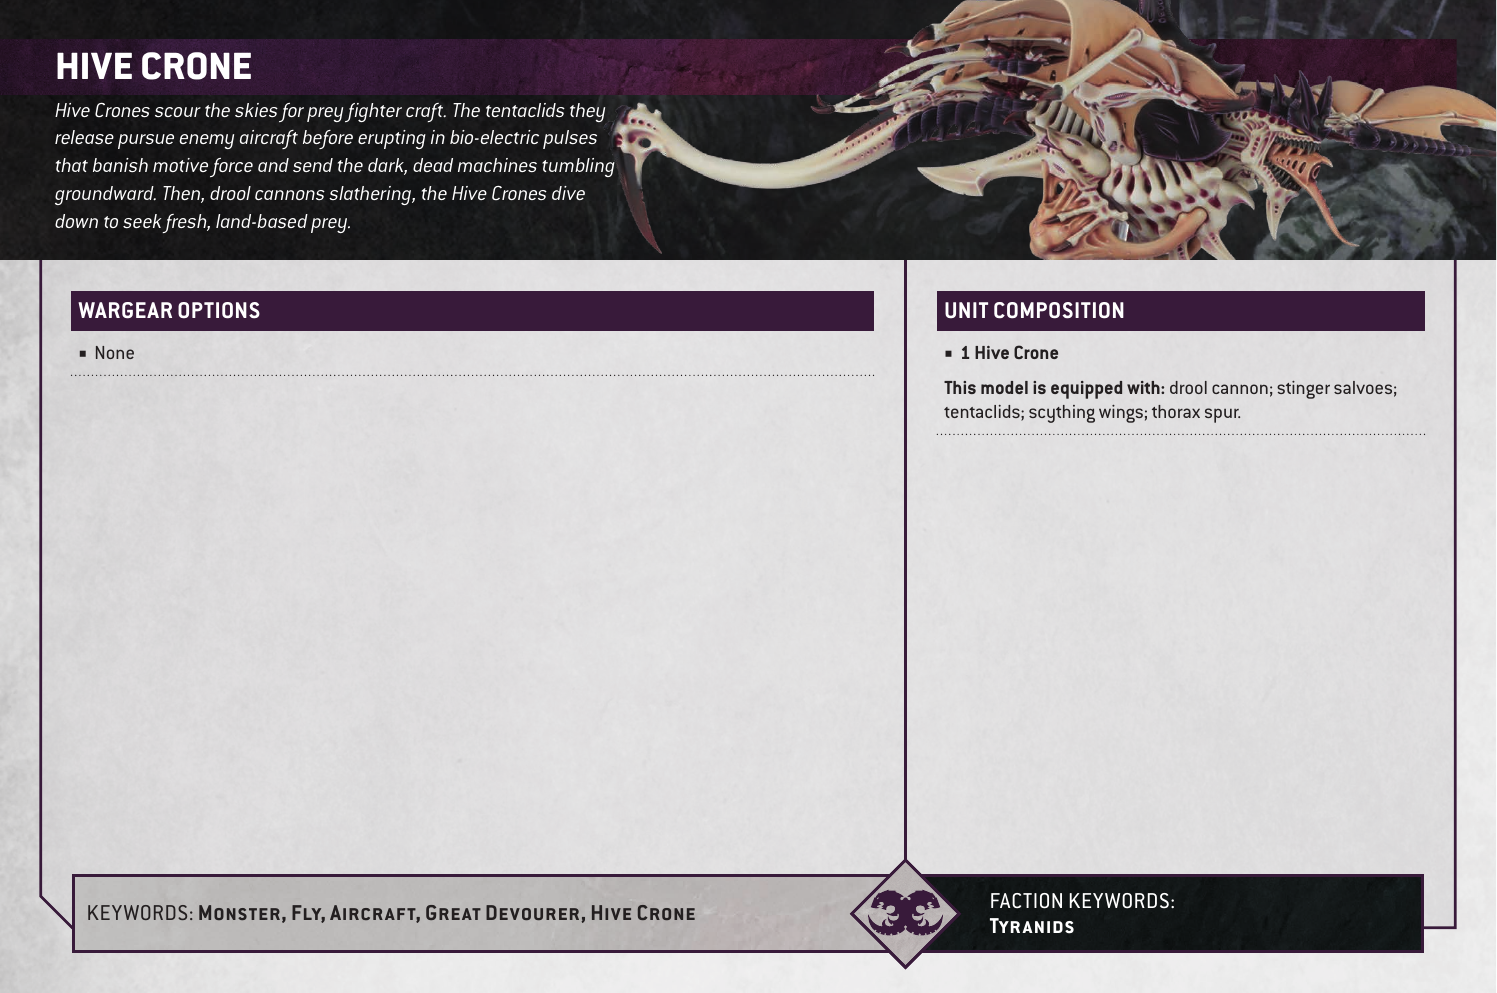 HIVE CRONE
Hive Crones scour the skies for prey fighter craft. The tentaclids they
release pursue enemy aircraft before erupting in bio-electric pulses
that banish motive force and send the dark, dead machines tumbling
groundward. Then, drool cannons slathering, the Hive Crones dive
down to seek fresh, land-based prey.
WARGEAR OPTIONS
■ None
UNIT COMPOSITION
■ 1 Hive Crone
This model is equipped with: drool cannon; stinger salvoes;
tentaclids; scything wings; thorax spur.
KEYWORDS: Monster, Fly, Aircraft, Great Devourer, Hive Crone
FACTION KEYWORDS:
Tyranids